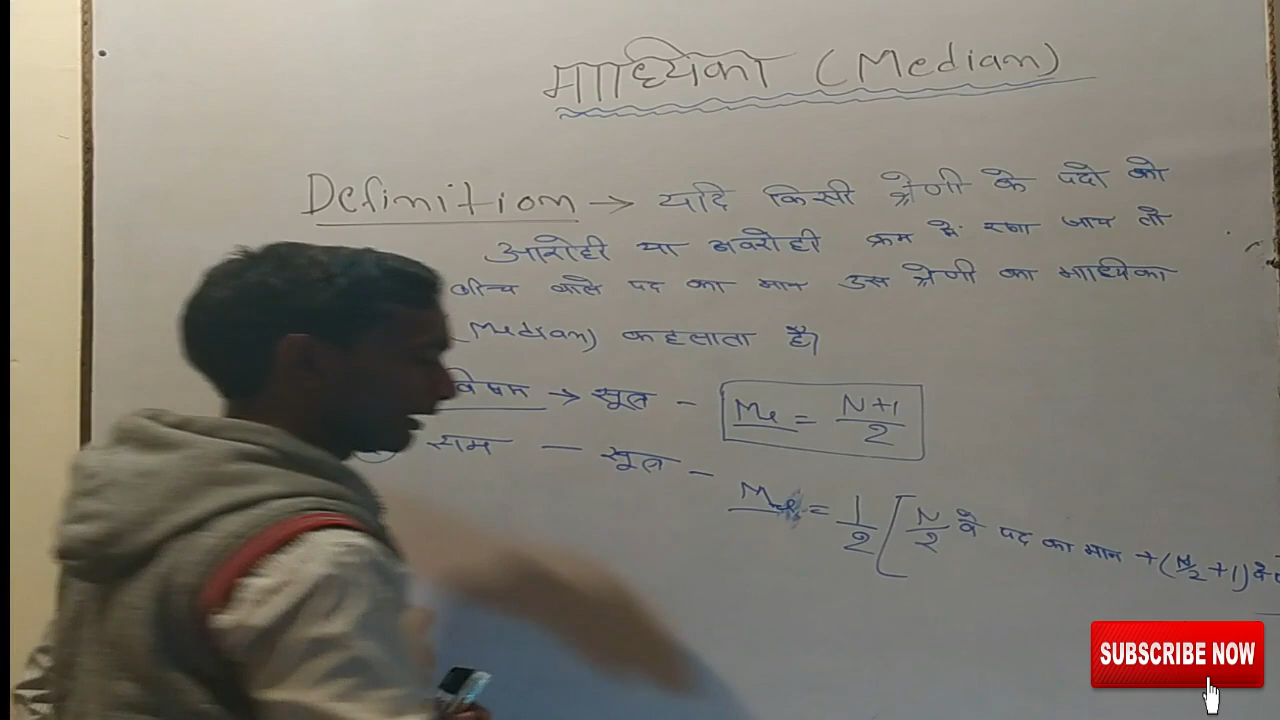 माध्यिका (Median)
Definition → यदि किसी श्रेणी के पदों को
आरोही या अवरोही क्रम में रखा जाय तो
बीच वाले पद का मान उस श्रेणी का माध्यिका
(Median) कहलाता है।
विषम → सूत्र - Me = N+1/2
सम - सूत्र -
Me = 1/2 [N/2 वे पद का मान + (N/2 + 1) वे
SUBSCRIBE NOW